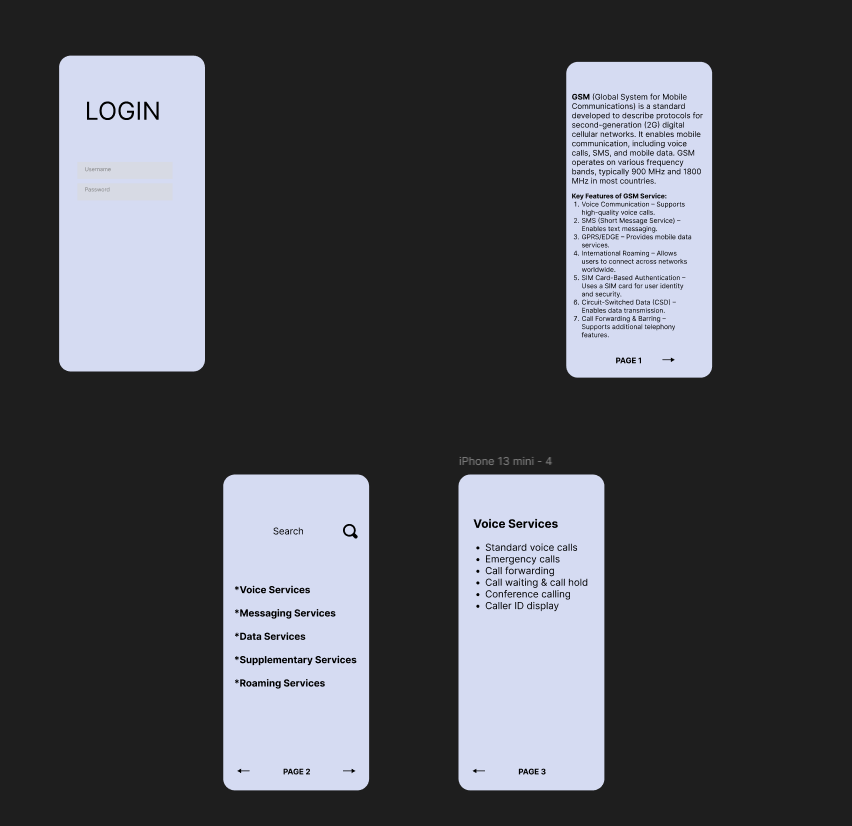 LOGIN
Username
Password
GSM (Global System for Mobile
Communications) is a standard
developed to describe protocols for
second-generation (2G) digital
cellular networks. It enables mobile
communication, including voice
calls, SMS, and mobile data. GSM
operates on various frequency
bands, typically 900 MHz and 1800
MHz in most countries.
Key Features of GSM Service:
1. Voice Communication – Supports
high-quality voice calls.
2. SMS (Short Message Service) –
Enables text messaging.
3. GPRS/EDGE – Provides mobile data
services.
4. International Roaming – Allows
users to connect across networks
worldwide.
5. SIM Card-Based Authentication –
Uses a SIM card for user identity
and security.
6. Circuit-Switched Data (CSD) –
Enables data transmission.
7. Call Forwarding & Barring –
Supports additional telephony
features.
PAGE 1 →
Search
*Voice Services
*Messaging Services
*Data Services
*Supplementary Services
*Roaming Services
← PAGE 2 →
iPhone 13 mini - 4
Voice Services
• Standard voice calls
• Emergency calls
• Call forwarding
• Call waiting & call hold
• Conference calling
• Caller ID display
← PAGE 3